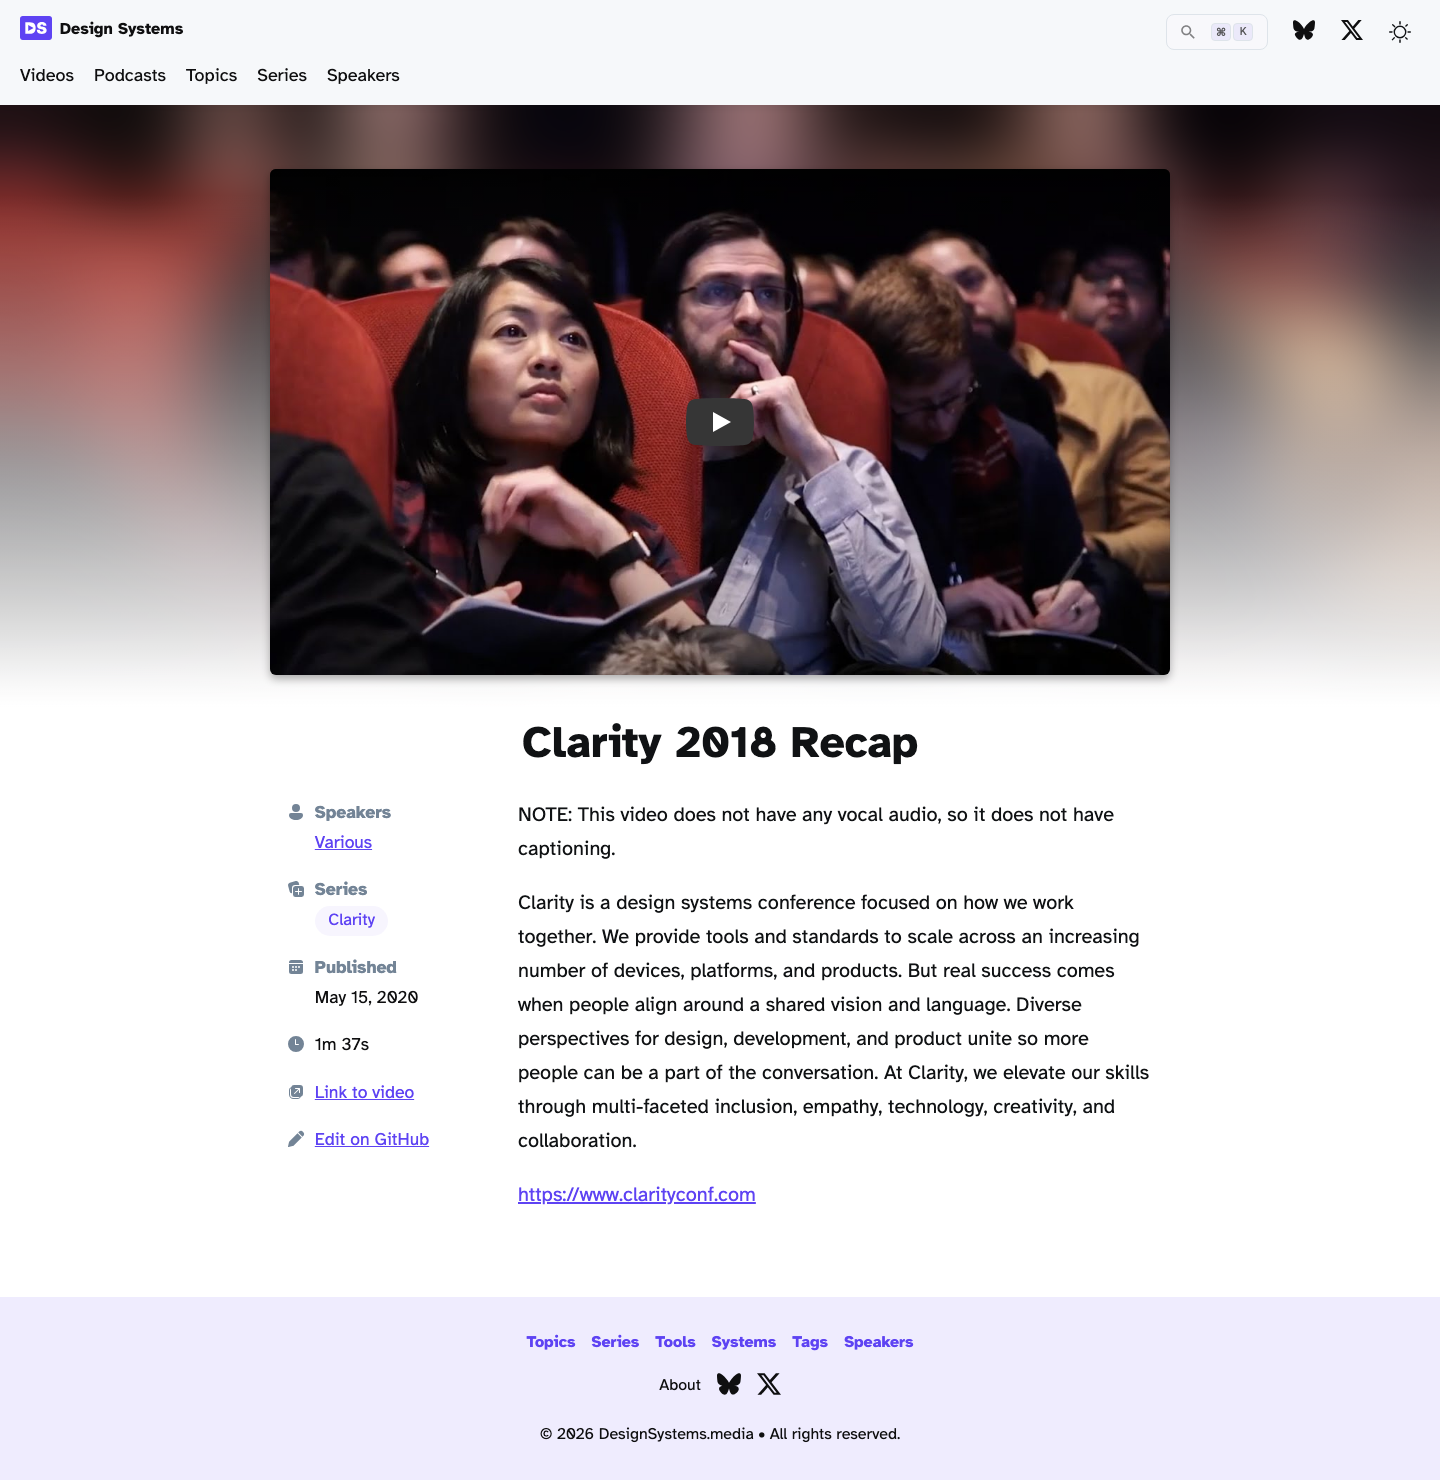 DS Design Systems
⌘ K
Videos Podcasts Topics Series Speakers
Clarity 2018 Recap
Speakers
Various
Series
Clarity
Published
May 15, 2020
1m 37s
Link to video
Edit on GitHub
NOTE: This video does not have any vocal audio, so it does not have
captioning.
Clarity is a design systems conference focused on how we work
together. We provide tools and standards to scale across an increasing
number of devices, platforms, and products. But real success comes
when people align around a shared vision and language. Diverse
perspectives for design, development, and product unite so more
people can be a part of the conversation. At Clarity, we elevate our skills
through multi-faceted inclusion, empathy, technology, creativity, and
collaboration.
https://www.clarityconf.com
Topics Series Tools Systems Tags Speakers
About
© 2026 DesignSystems.media • All rights reserved.